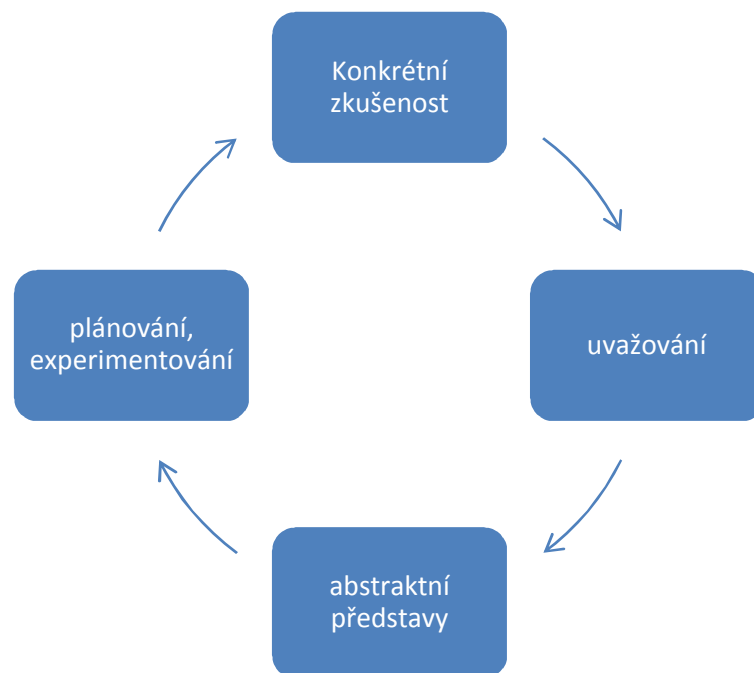 Konkrétní
zkušenost
uvažování
abstraktní
představy
plánování,
experimentování